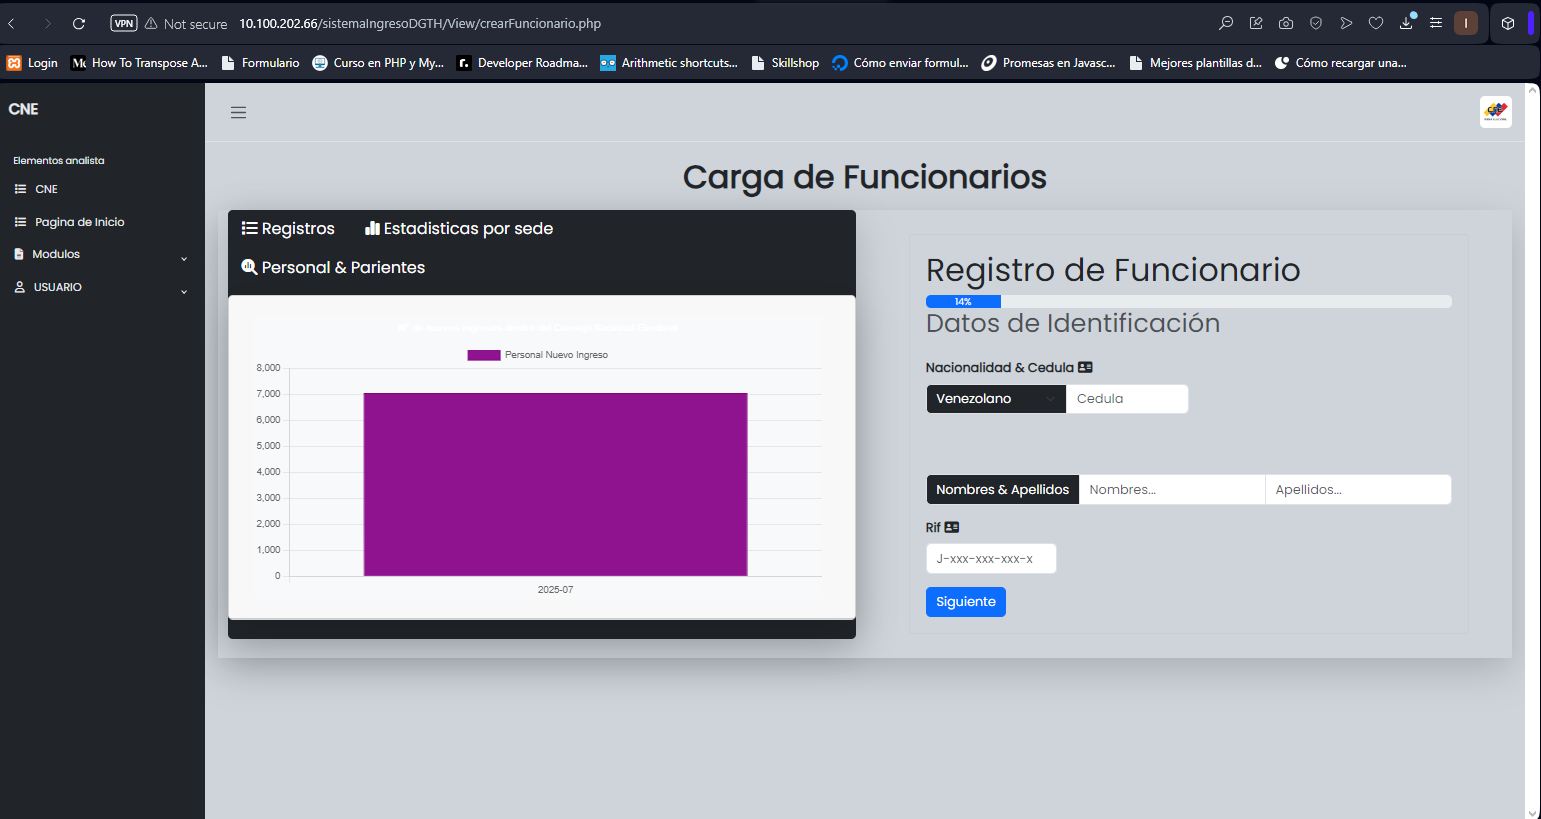 VPN Not secure 10.100.202.66/sistemaIngresoDGTH/View/crearFuncionario.php I
Login How To Transpose A... Formulario Curso en PHP y My... Developer Roadma... Arithmetic shortcuts... Skillshop Cómo enviar formul... Promesas en Javasc... Mejores plantillas d... Cómo recargar una...
CNE
Elementos analista
CNE
Pagina de Inicio
Modulos
USUARIO
Carga de Funcionarios
Registros Estadisticas por sede
Personal & Parientes
Personal Nuevo Ingreso
8,000
7,000
6,000
5,000
4,000
3,000
2,000
1,000
0
2025-07
Registro de Funcionario
14%
Datos de Identificación
Nacionalidad & Cedula
Venezolano Cedula
Nombres & Apellidos Nombres... Apellidos...
Rif
J-xxx-xxx-xxx-x
Siguiente